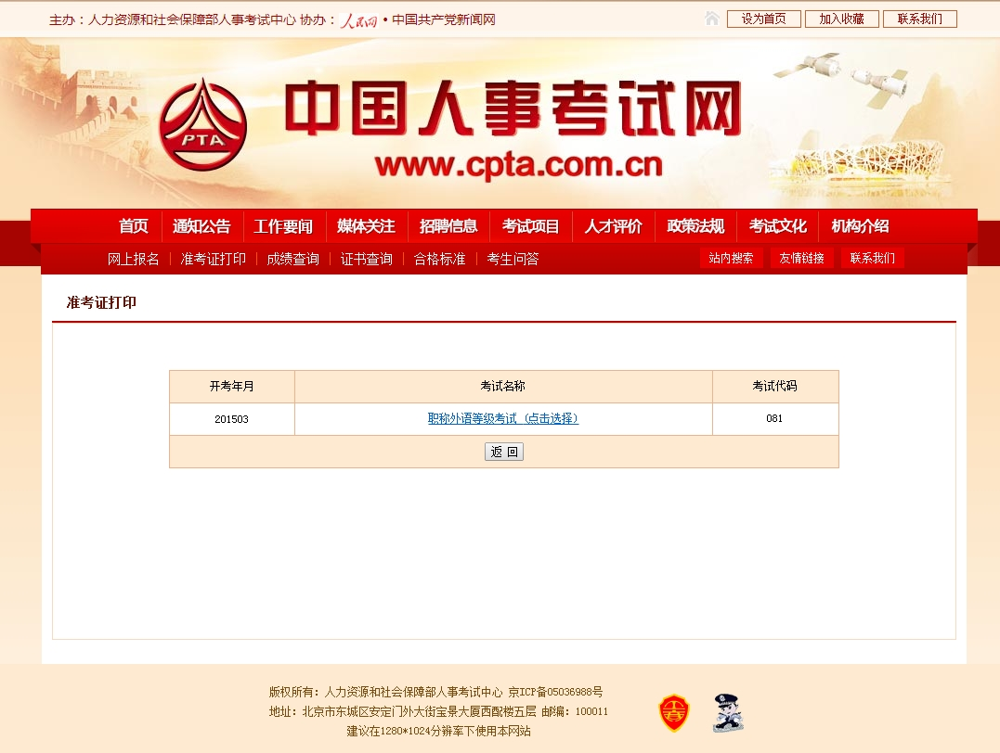 主办：人力资源和社会保障部人事考试中心 协办： 人民网 • 中国共产党新闻网
设为首页 加入收藏 联系我们
PTA
中国人事考试网
www.cpta.com.cn
首页 通知公告 工作要闻 媒体关注 招聘信息 考试项目 人才评价 政策法规 考试文化 机构介绍
网上报名 准考证打印 成绩查询 证书查询 合格标准 考生问答 站内搜索 友情链接 联系我们
准考证打印
开考年月 考试名称 考试代码
201503 职称外语等级考试（点击选择） 081
返 回
版权所有：人力资源和社会保障部人事考试中心 京ICP备05036988号
地址：北京市东城区安定门外大街宝景大厦西配楼五层 邮编：100011
建议在1280*1024分辨率下使用本网站